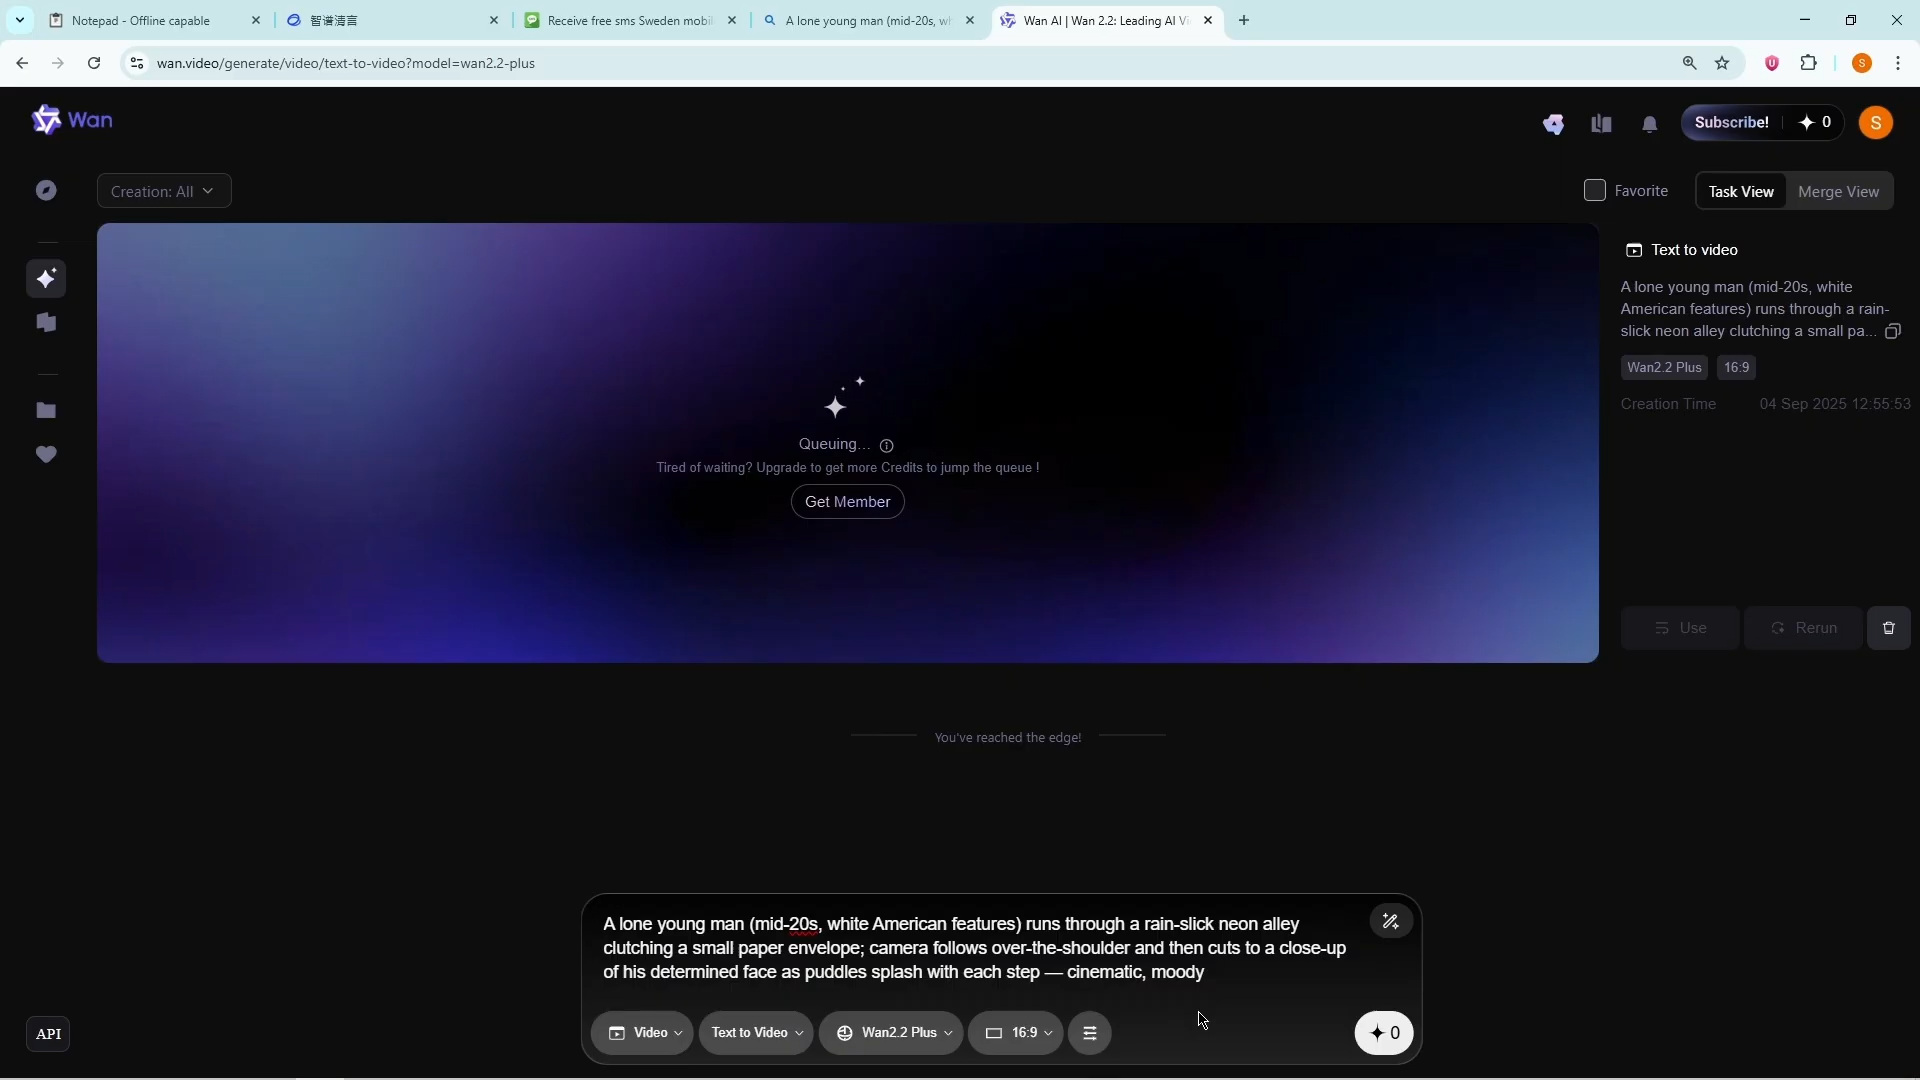 Notepad - Offline capable
智谱清言
Receive free sms Sweden mobil
A lone young man (mid-20s, wh
Wan AI | Wan 2.2: Leading AI Vi
wan.video/generate/video/text-to-video?model=wan2.2-plus
S
Wan
Subscribe!
0
S
Creation: All
Favorite
Task View
Merge View
Queuing...
Tired of waiting? Upgrade to get more Credits to jump the queue !
Get Member
Text to video
A lone young man (mid-20s, white
American features) runs through a rain-
slick neon alley clutching a small pa...
Wan2.2 Plus
16:9
Creation Time
04 Sep 2025 12:55:53
Use
Rerun
You've reached the edge!
A lone young man (mid-20s, white American features) runs through a rain-slick neon alley
clutching a small paper envelope; camera follows over-the-shoulder and then cuts to a close-up
of his determined face as puddles splash with each step — cinematic, moody
Video
Text to Video
Wan2.2 Plus
16:9
0
API